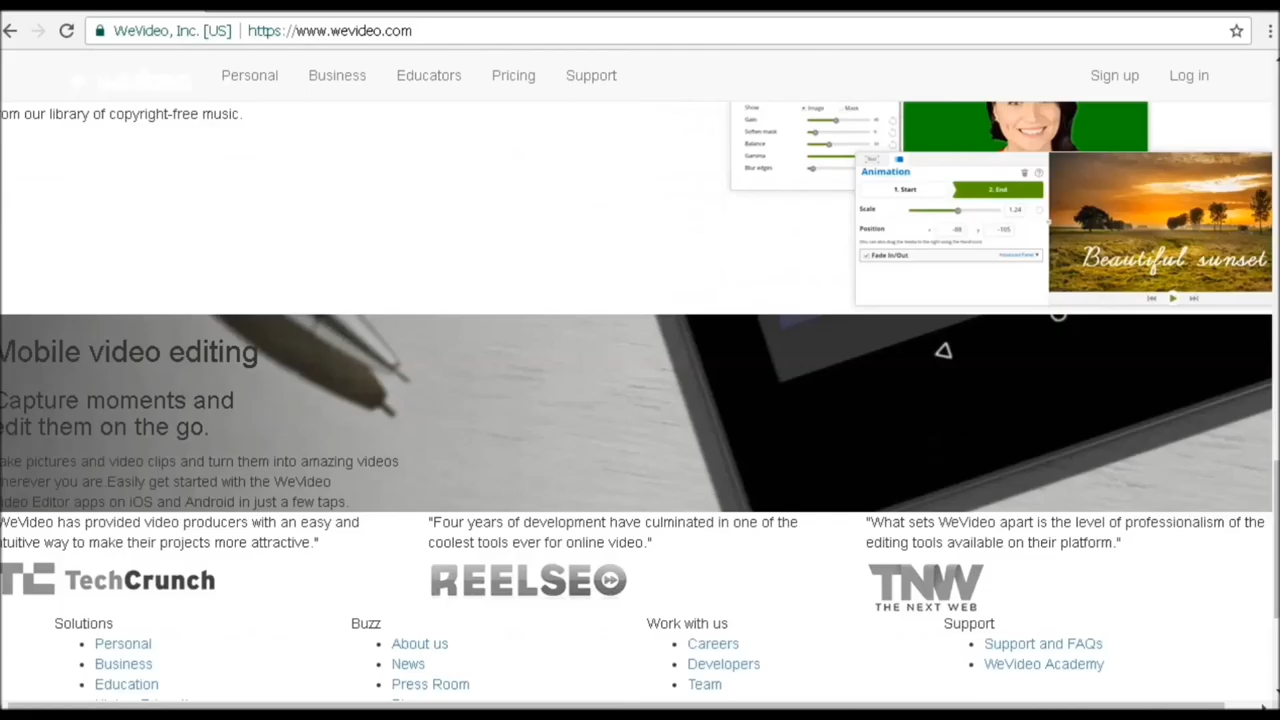 WeVideo, Inc. [US] | https://www.wevideo.com
Personal Business Educators Pricing Support Sign up Log in
om our library of copyright-free music.
Show Image Mask
Gain
Soften mask
Balance
Gamma
Blur edges
Animation
1. Start 2. End
Scale 1.24
Position x -88 y -105
Fade In/Out
Beautiful sunset
Mobile video editing
Capture moments and
edit them on the go.
ake pictures and video clips and turn them into amazing videos
herever you are.Easily get started with the WeVideo
ideo Editor apps on iOS and Android in just a few taps.
WeVideo has provided video producers with an easy and
ntuitive way to make their projects more attractive."
TC TechCrunch
"Four years of development have culminated in one of the
coolest tools ever for online video."
REELSEO
"What sets WeVideo apart is the level of professionalism of the
editing tools available on their platform."
TNW
THE NEXT WEB
Solutions
Personal
Business
Education
Buzz
About us
News
Press Room
Work with us
Careers
Developers
Team
Support
Support and FAQs
WeVideo Academy